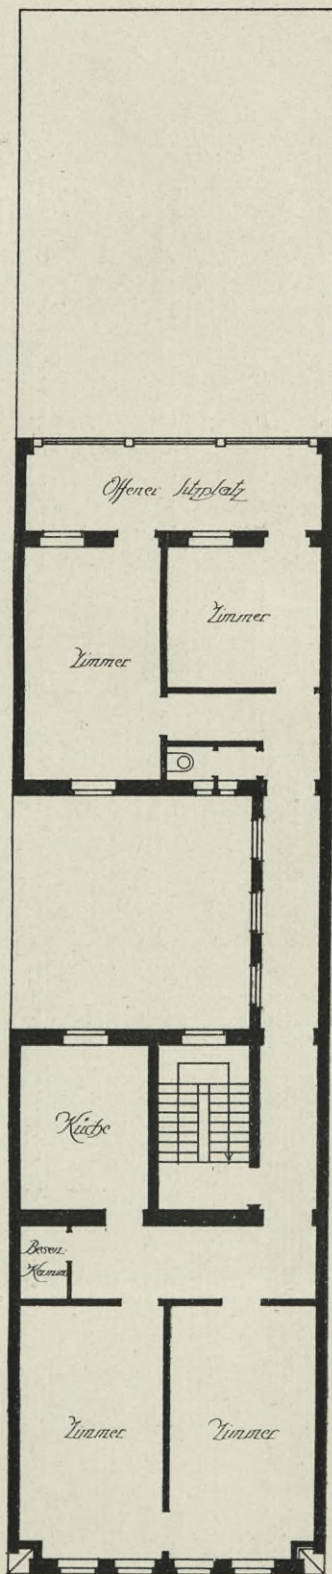 Offener Sitzplatz
Zimmer
Zimmer
Küche
Besen
Kammer
Zimmer
Zimmer